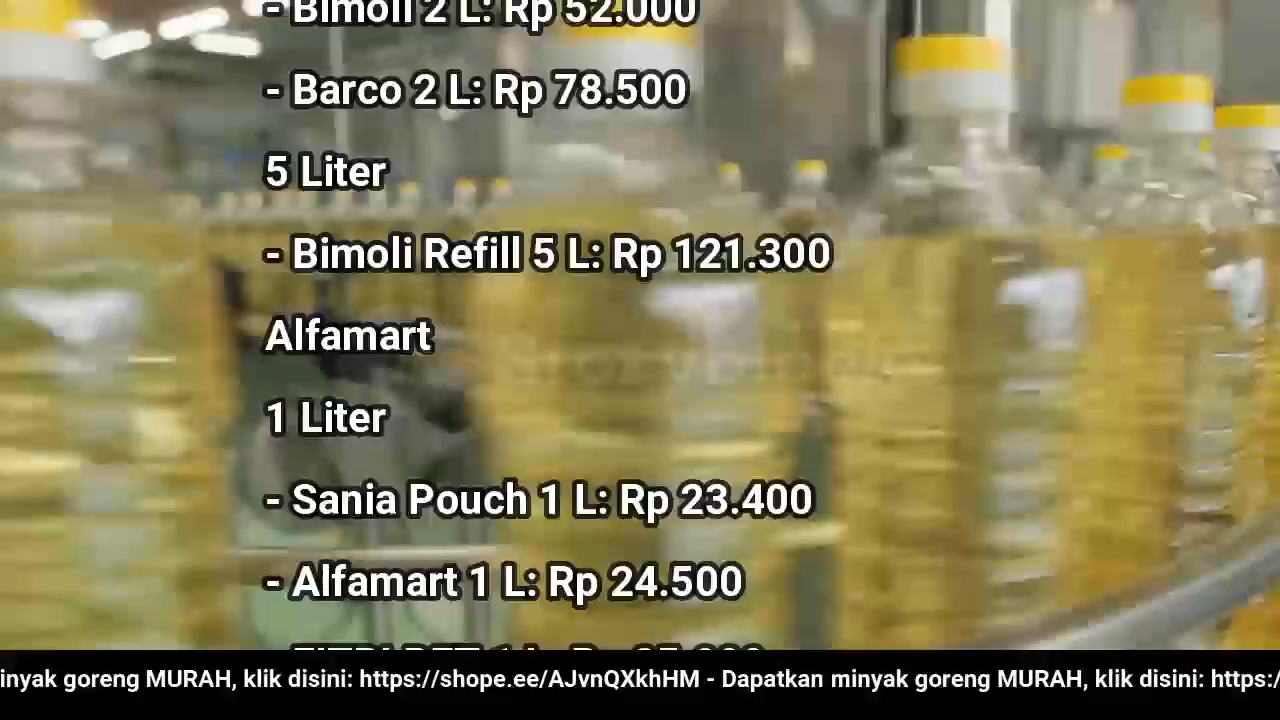 - Bimoli 2 L: Rp 52.000
- Barco 2 L: Rp 78.500
5 Liter
- Bimoli Refill 5 L: Rp 121.300
Alfamart
1 Liter
- Sania Pouch 1 L: Rp 23.400
- Alfamart 1 L: Rp 24.500
inyak goreng MURAH, klik disini: https://shope.ee/AJvnQXkhHM - Dapatkan minyak goreng MURAH, klik disini: https:/